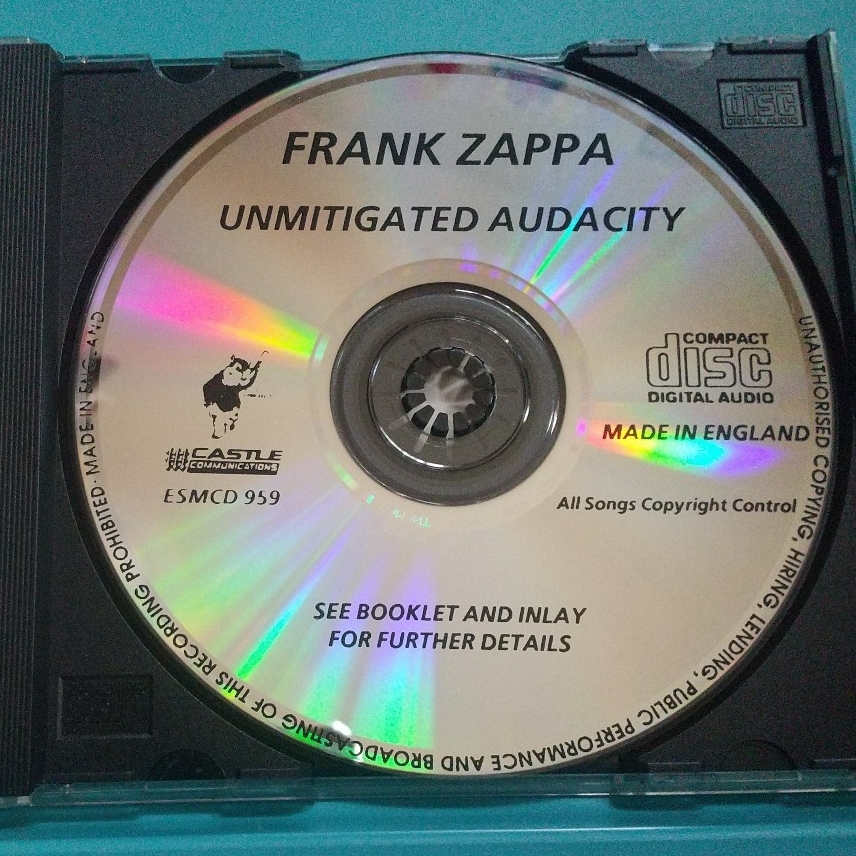 FRANK ZAPPA
UNMITIGATED AUDACITY
COMPACT
disc
DIGITAL AUDIO
COMPACT
disc
DIGITAL AUDIO
MADE IN ENGLAND
CASTLE
COMMUNICATIONS
ESMCD 959
All Songs Copyright Control
SEE BOOKLET AND INLAY
FOR FURTHER DETAILS
UNAUTHORISED COPYING, HIRING, LENDING, PUBLIC PERFORMANCE AND BROADCASTING OF THIS RECORDING PROHIBITED· MADE IN ENGLAND